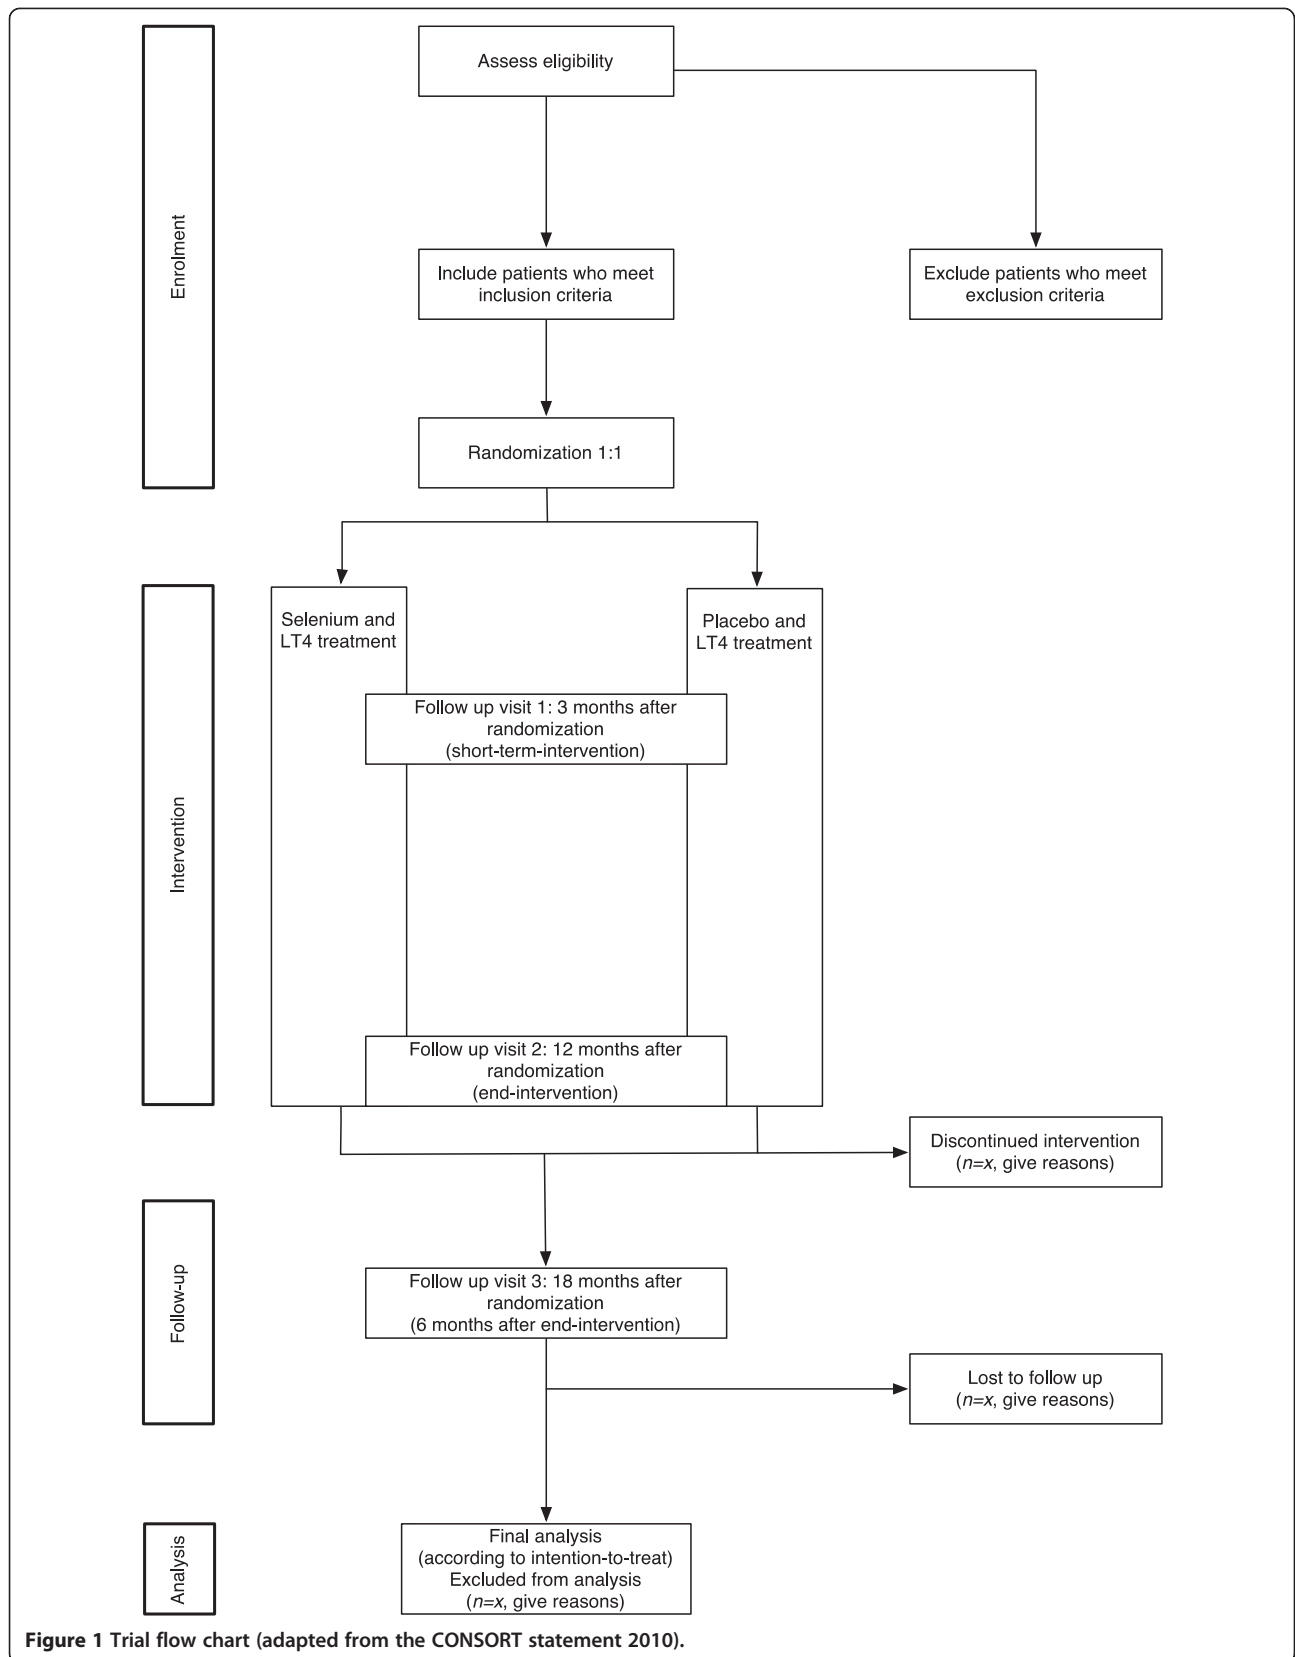 Enrolment
Assess eligibility
Include patients who meet
inclusion criteria
Exclude patients who meet
exclusion criteria
Randomization 1:1
Intervention
Selenium and
LT4 treatment
Placebo and
LT4 treatment
Follow up visit 1: 3 months after
randomization
(short-term-intervention)
Follow up visit 2: 12 months after
randomization
(end-intervention)
Discontinued intervention
(n=x, give reasons)
Follow-up
Follow up visit 3: 18 months after
randomization
(6 months after end-intervention)
Lost to follow up
(n=x, give reasons)
Analysis
Final analysis
(according to intention-to-treat)
Excluded from analysis
(n=x, give reasons)
Figure 1 Trial flow chart (adapted from the CONSORT statement 2010).